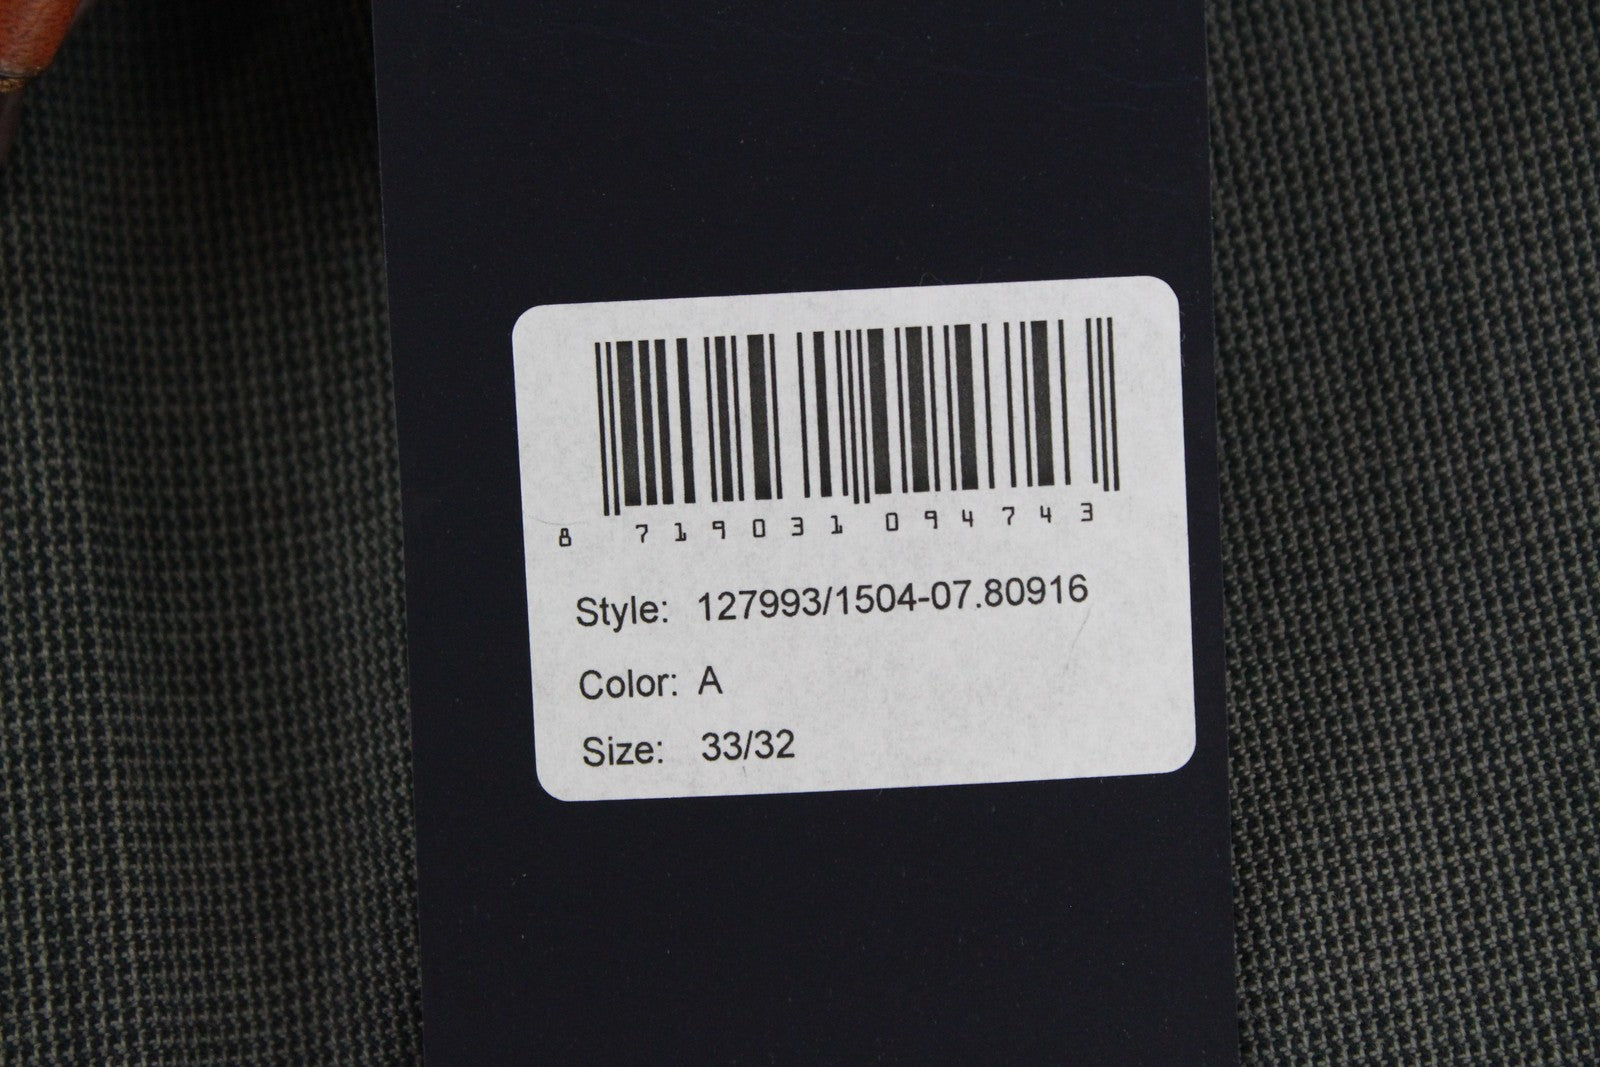 8 719031 094743
Style: 127993/1504-07.80916
Color: A
Size: 33/32